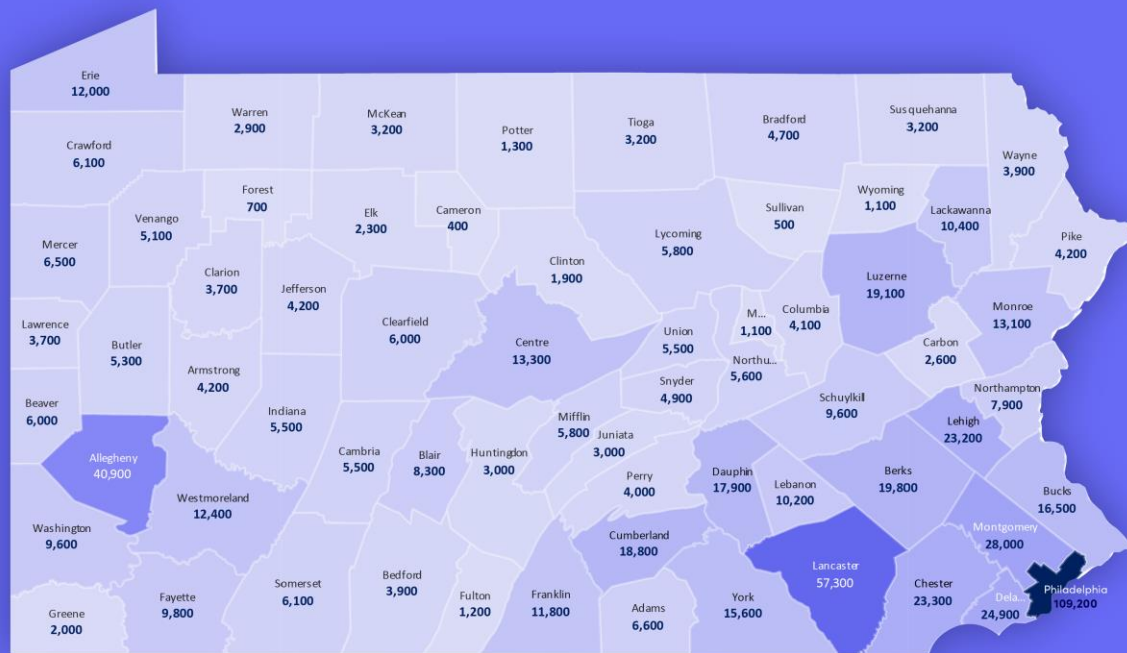 Erie
12,000
Warren
2,900
McKean
3,200
Potter
1,300
Tioga
3,200
Bradford
4,700
Susquehanna
3,200
Wayne
3,900
Crawford
6,100
Forest
700
Elk
2,300
Cameron
400
Sullivan
500
Wyoming
1,100
Lackawanna
10,400
Pike
4,200
Venango
5,100
Mercer
6,500
Lycoming
5,800
Clinton
1,900
Clarion
3,700
Jefferson
4,200
Luzerne
19,100
Monroe
13,100
Lawrence
3,700
Butler
5,300
Clearfield
6,000
Centre
13,300
Union
5,500
M...
1,100
Columbia
4,100
Carbon
2,600
Armstrong
4,200
Northu...
5,600
Snyder
4,900
Northampton
7,900
Beaver
6,000
Indiana
5,500
Mifflin
5,800
Juniata
3,000
Schuylkill
9,600
Lehigh
23,200
Allegheny
40,900
Cambria
5,500
Blair
8,300
Huntingdon
3,000
Perry
4,000
Dauphin
17,900
Lebanon
10,200
Berks
19,800
Bucks
16,500
Westmoreland
12,400
Washington
9,600
Cumberland
18,800
Montgomery
28,000
Lancaster
57,300
Philadelphia
109,200
Greene
2,000
Fayette
9,800
Somerset
6,100
Bedford
3,900
Fulton
1,200
Franklin
11,800
Adams
6,600
York
15,600
Chester
23,300
Dela...
24,900